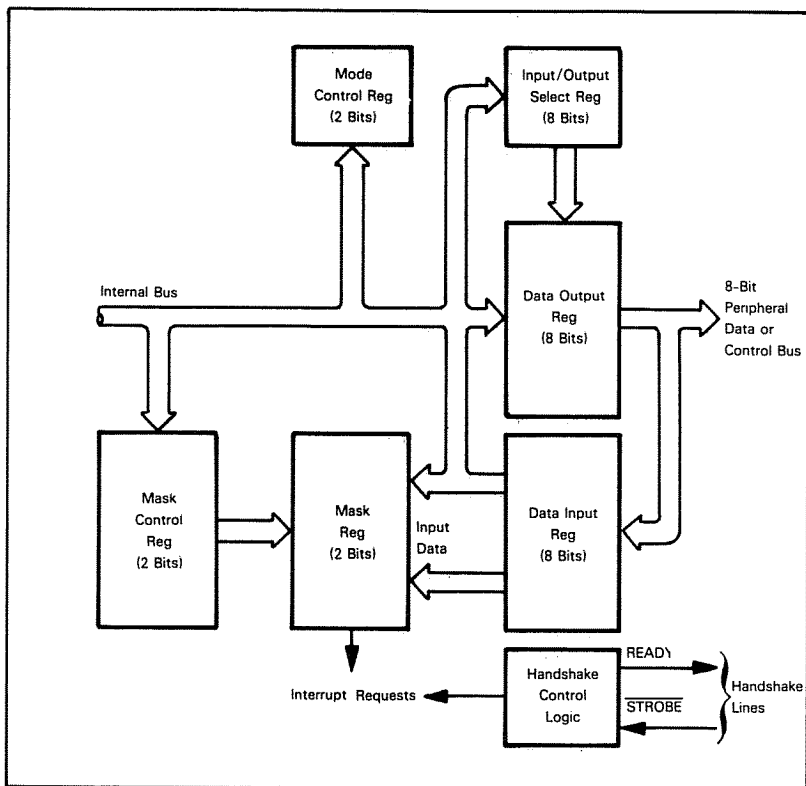 Mode
Control Reg
(2 Bits)
Input/Output
Select Reg
(8 Bits)
Internal Bus
Data Output
Reg
(8 Bits)
8-Bit
Peripheral
Data or
Control Bus
Mask
Control
Reg
(2 Bits)
Mask
Reg
(2 Bits)
Input
Data
Data Input
Reg
(8 Bits)
READY
Interrupt Requests
Handshake
Control
Logic
STROBE
Handshake
Lines